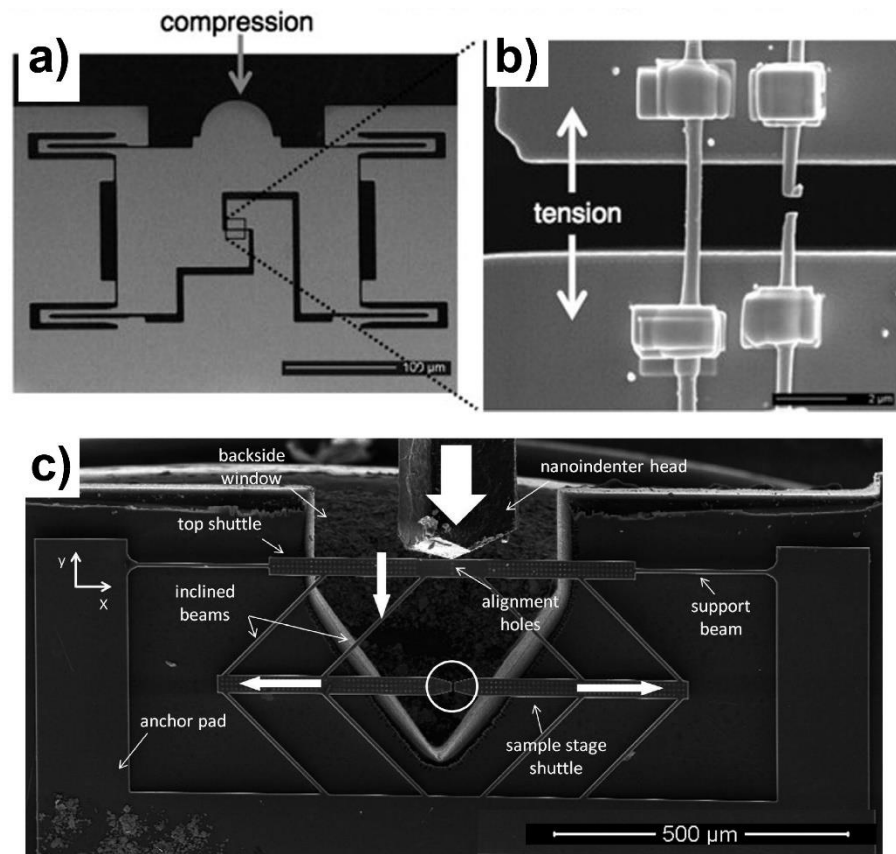 compression
a)
100 µm
b)
tension
2 µm
c)
backside
window
nanoindenter head
top shuttle
y
x
inclined
beams
alignment
holes
support
beam
anchor pad
sample stage
shuttle
500 µm